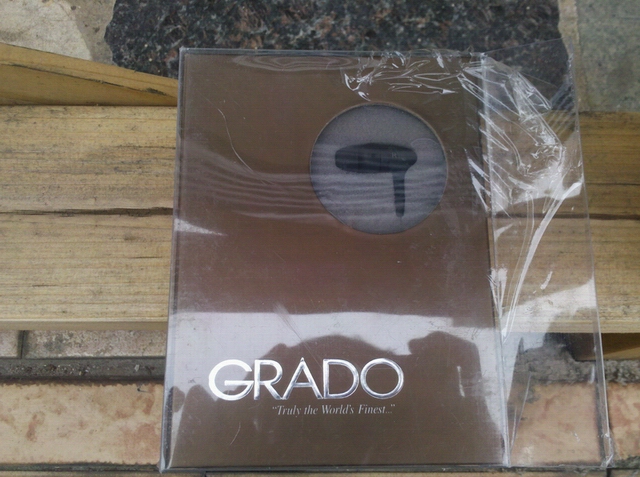 GRADO
"Truly the World's Finest..."